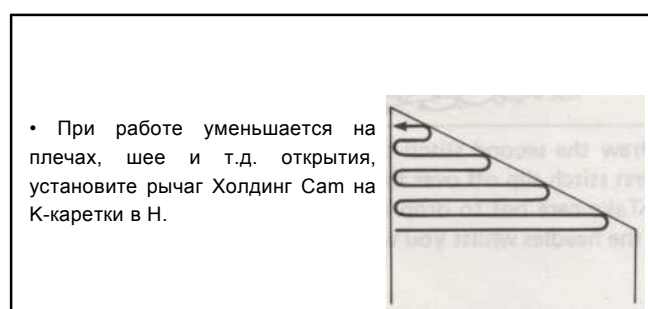 • При работе уменьшается на
плечах, шее и т.д. открытия,
установите рычаг Холдинг Cam на
K-каретки в H.